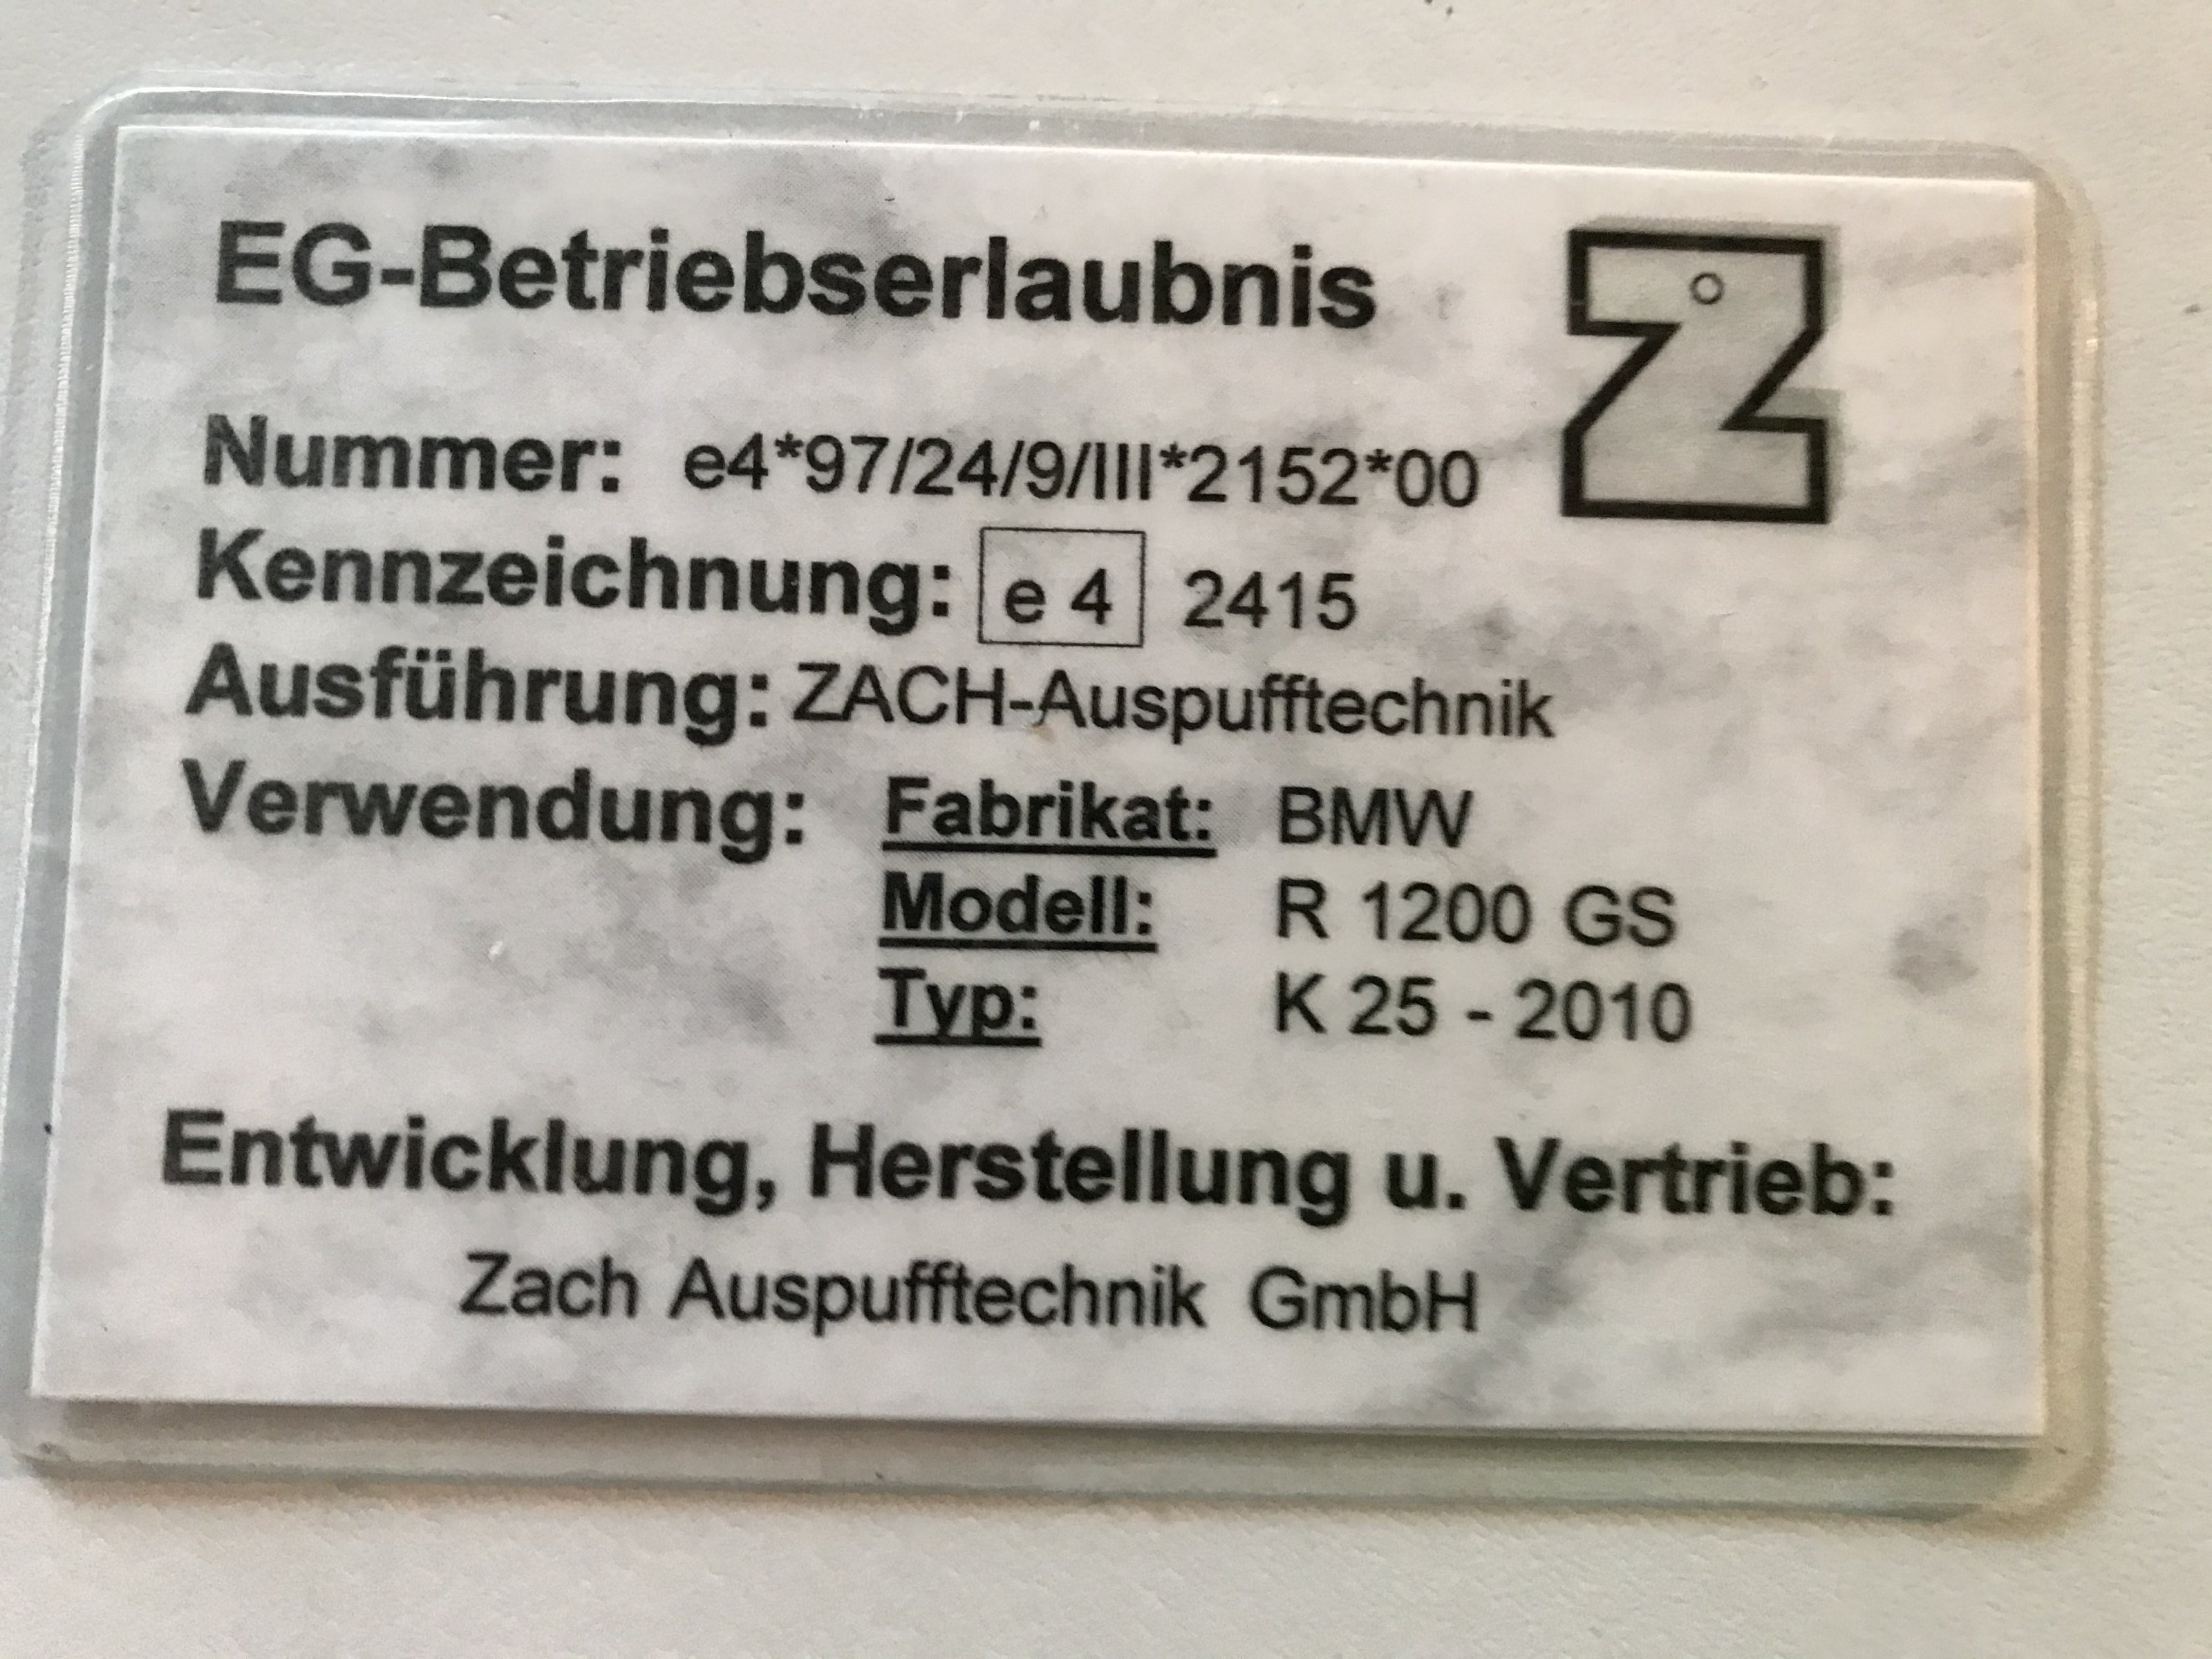 EG-Betriebserlaubnis
Z
Nummer: e4*97/24/9/III*2152*00
Kennzeichnung: e 4 2415
Ausführung: ZACH-Auspufftechnik
Verwendung: Fabrikat: BMW
Modell: R 1200 GS
Typ: K 25 - 2010
Entwicklung, Herstellung u. Vertrieb:
Zach Auspufftechnik GmbH